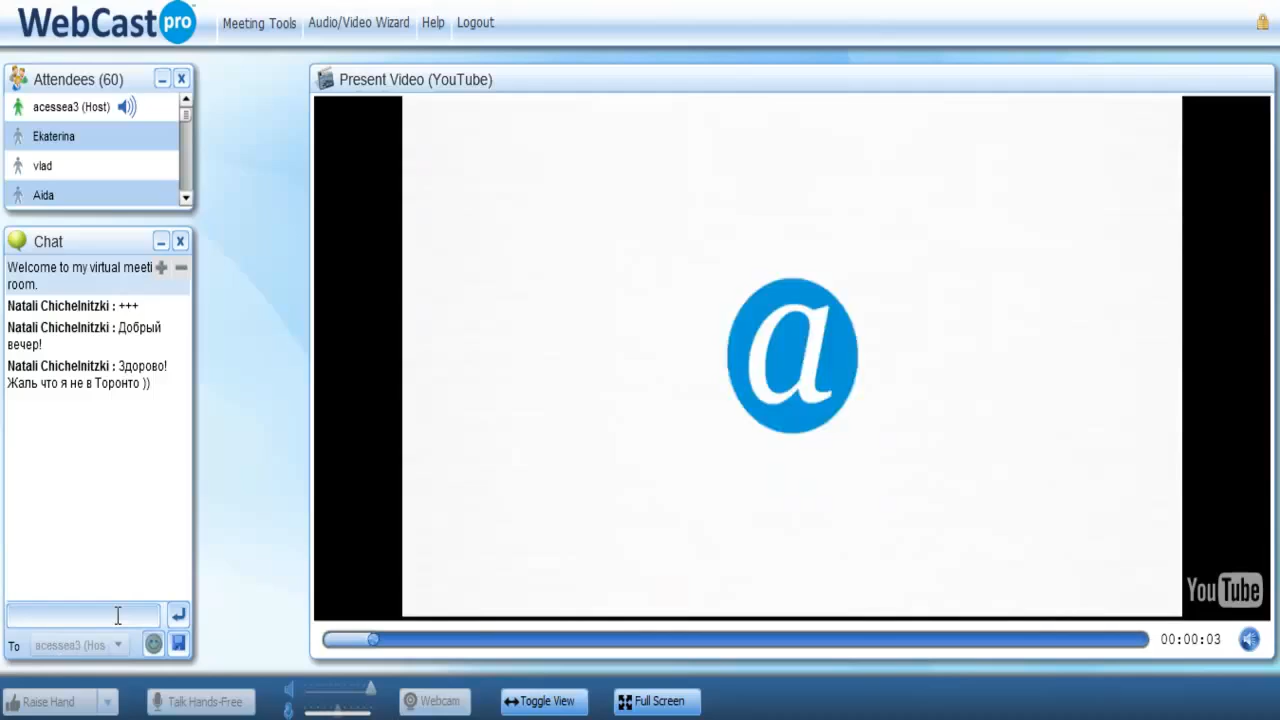 WebCast pro
Meeting Tools
Audio/Video Wizard
Help
Logout
Attendees (60)
acessea3 (Host)
Ekaterina
vlad
Aida
Chat
Welcome to my virtual meeti
room.
Natali Chichelnitzki : +++
Natali Chichelnitzki : Добрый
вечер!
Natali Chichelnitzki : Здорово!
Жаль что я не в Торонто ))
To
acessea3 (Hos
Present Video (YouTube)
a
YouTube
00:00:03
Raise Hand
Talk Hands-Free
Webcam
Toggle View
Full Screen